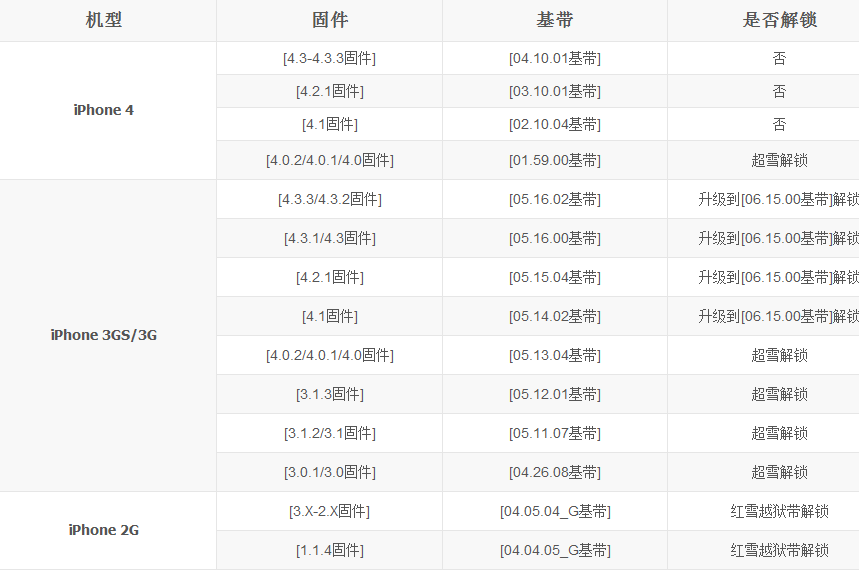 机型 固件 基带 是否解锁
[4.3-4.3.3固件] [04.10.01基带] 否
[4.2.1固件] [03.10.01基带] 否
iPhone 4
[4.1固件] [02.10.04基带] 否
[4.0.2/4.0.1/4.0固件] [01.59.00基带] 超雪解锁
[4.3.3/4.3.2固件] [05.16.02基带] 升级到[06.15.00基带]解锁
[4.3.1/4.3固件] [05.16.00基带] 升级到[06.15.00基带]解锁
[4.2.1固件] [05.15.04基带] 升级到[06.15.00基带]解锁
[4.1固件] [05.14.02基带] 升级到[06.15.00基带]解锁
iPhone 3GS/3G
[4.0.2/4.0.1/4.0固件] [05.13.04基带] 超雪解锁
[3.1.3固件] [05.12.01基带] 超雪解锁
[3.1.2/3.1固件] [05.11.07基带] 超雪解锁
[3.0.1/3.0固件] [04.26.08基带] 超雪解锁
[3.X-2.X固件] [04.05.04_G基带] 红雪越狱带解锁
iPhone 2G
[1.1.4固件] [04.04.05_G基带] 红雪越狱带解锁